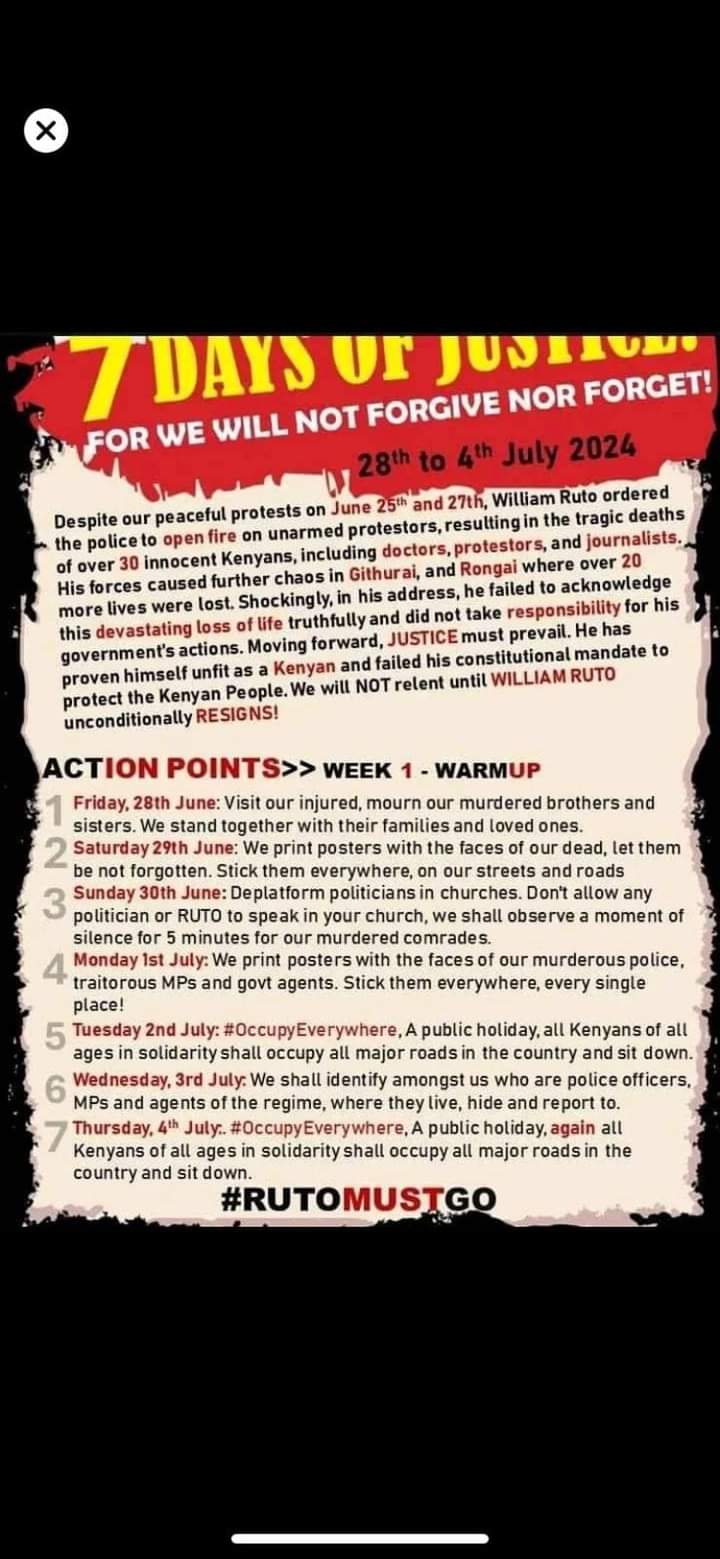 7 DAYS OF JUSTICE!
FOR WE WILL NOT FORGIVE NOR FORGET!
28th to 4th July 2024
Despite our peaceful protests on June 25th and 27th, William Ruto ordered
the police to open fire on unarmed protestors, resulting in the tragic deaths
of over 30 innocent Kenyans, including doctors, protestors, and journalists.
His forces caused further chaos in Githurai, and Rongai where over 20
more lives were lost. Shockingly, in his address, he failed to acknowledge
this devastating loss of life truthfully and did not take responsibility for his
government's actions. Moving forward, JUSTICE must prevail. He has
proven himself unfit as a Kenyan and failed his constitutional mandate to
protect the Kenyan People. We will NOT relent until WILLIAM RUTO
unconditionally RESIGNS!
ACTION POINTS>> WEEK 1 - WARMUP
1 Friday, 28th June: Visit our injured, mourn our murdered brothers and
sisters. We stand together with their families and loved ones.
2 Saturday 29th June: We print posters with the faces of our dead, let them
be not forgotten. Stick them everywhere, on our streets and roads
3 Sunday 30th June: Deplatform politicians in churches. Don't allow any
politician or RUTO to speak in your church, we shall observe a moment of
silence for 5 minutes for our murdered comrades.
4 Monday 1st July: We print posters with the faces of our murderous police,
traitorous MPs and govt agents. Stick them everywhere, every single
place!
5 Tuesday 2nd July: #OccupyEverywhere, A public holiday, all Kenyans of all
ages in solidarity shall occupy all major roads in the country and sit down.
6 Wednesday, 3rd July: We shall identify amongst us who are police officers,
MPs and agents of the regime, where they live, hide and report to.
7 Thursday, 4th July:. #OccupyEverywhere, A public holiday, again all
Kenyans of all ages in solidarity shall occupy all major roads in the
country and sit down.
#RUTOMUSTGO